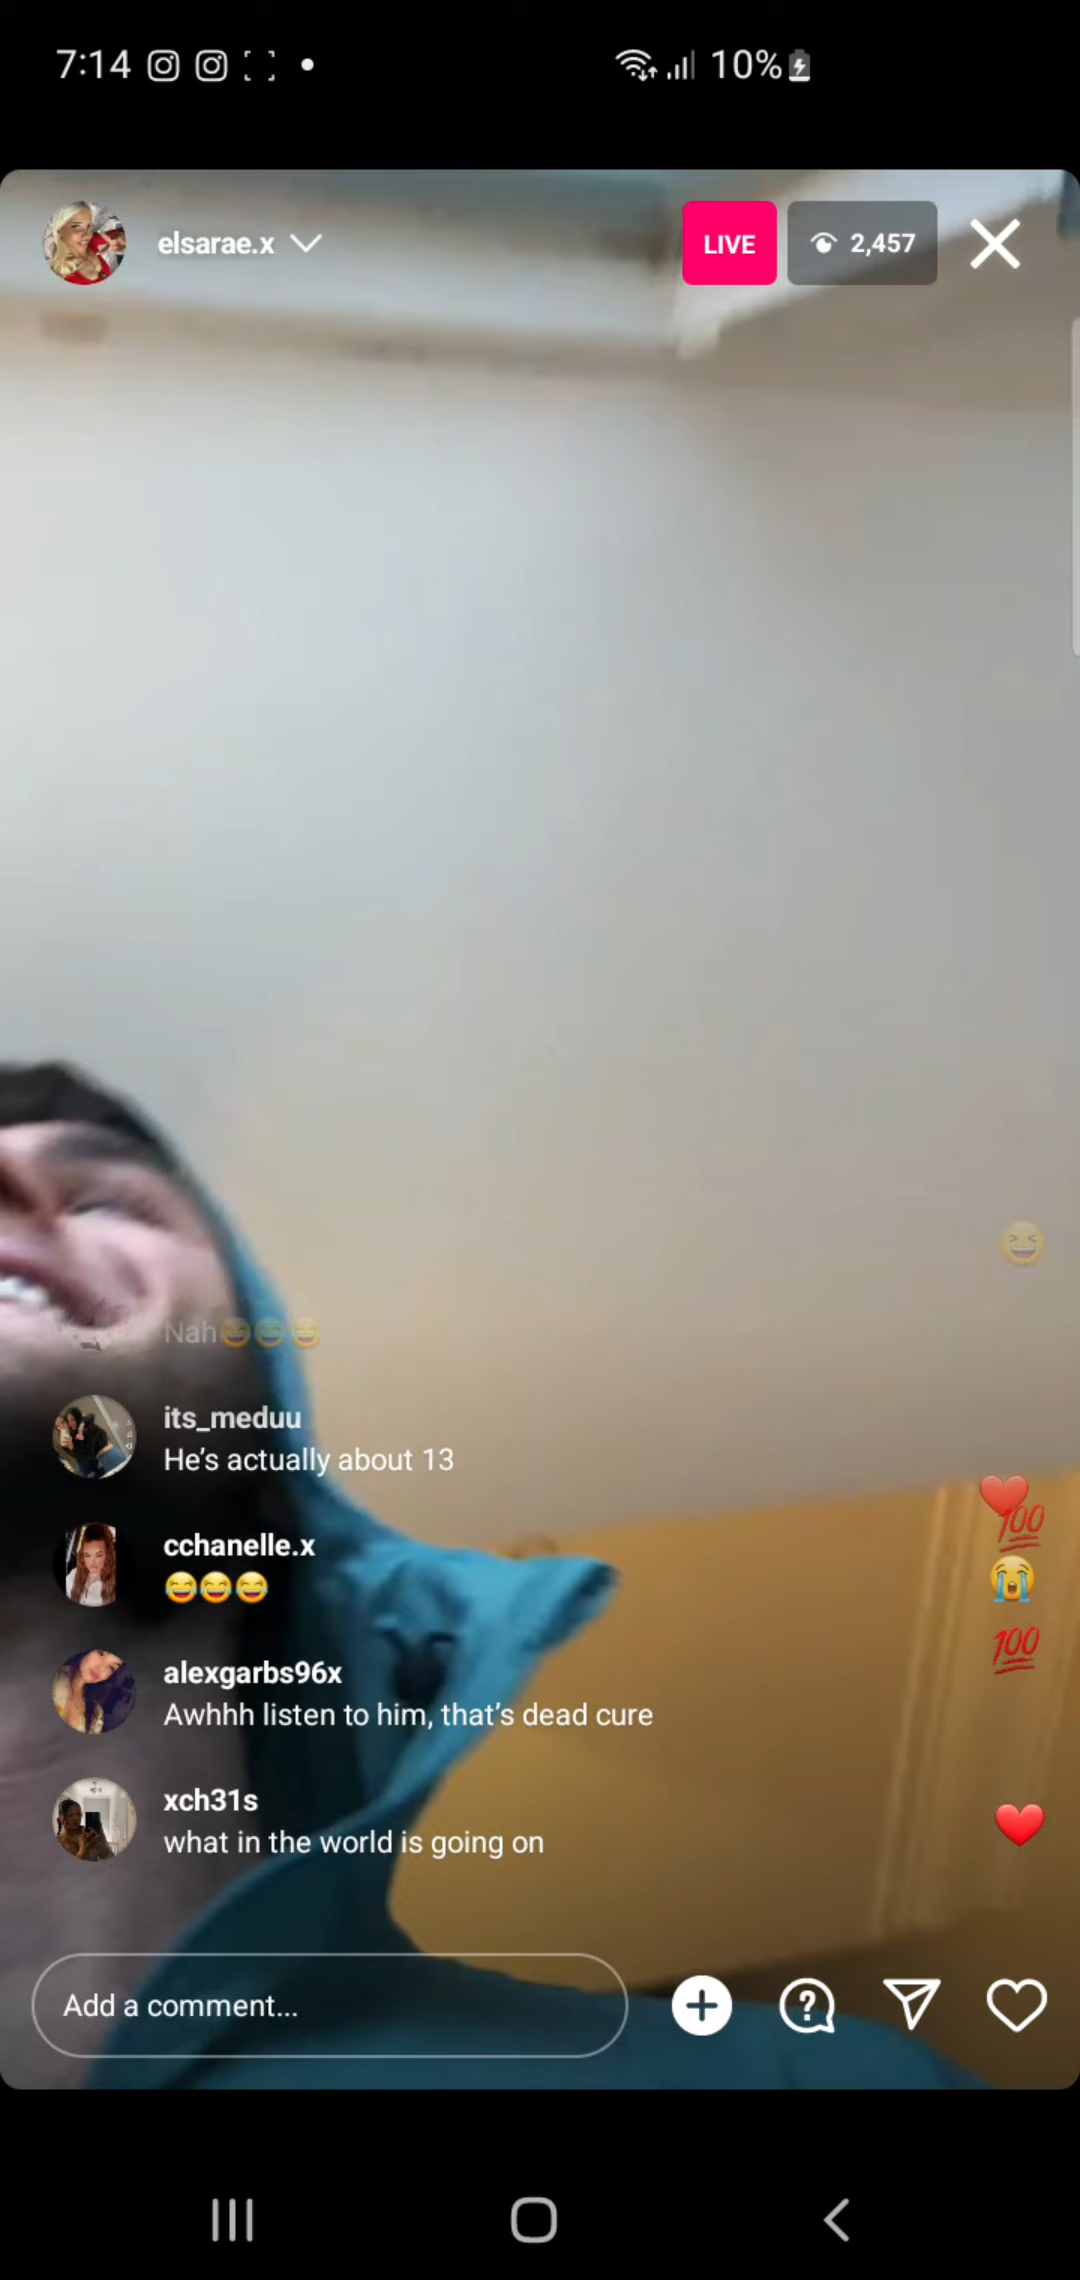 7:14
10%
elsarae.x
LIVE
2,457
Nah😂😂😂
its_meduu
He’s actually about 13
cchanelle.x
😂😂😂
alexgarbs96x
Awhhh listen to him, that’s dead cure
xch31s
what in the world is going on
Add a comment...